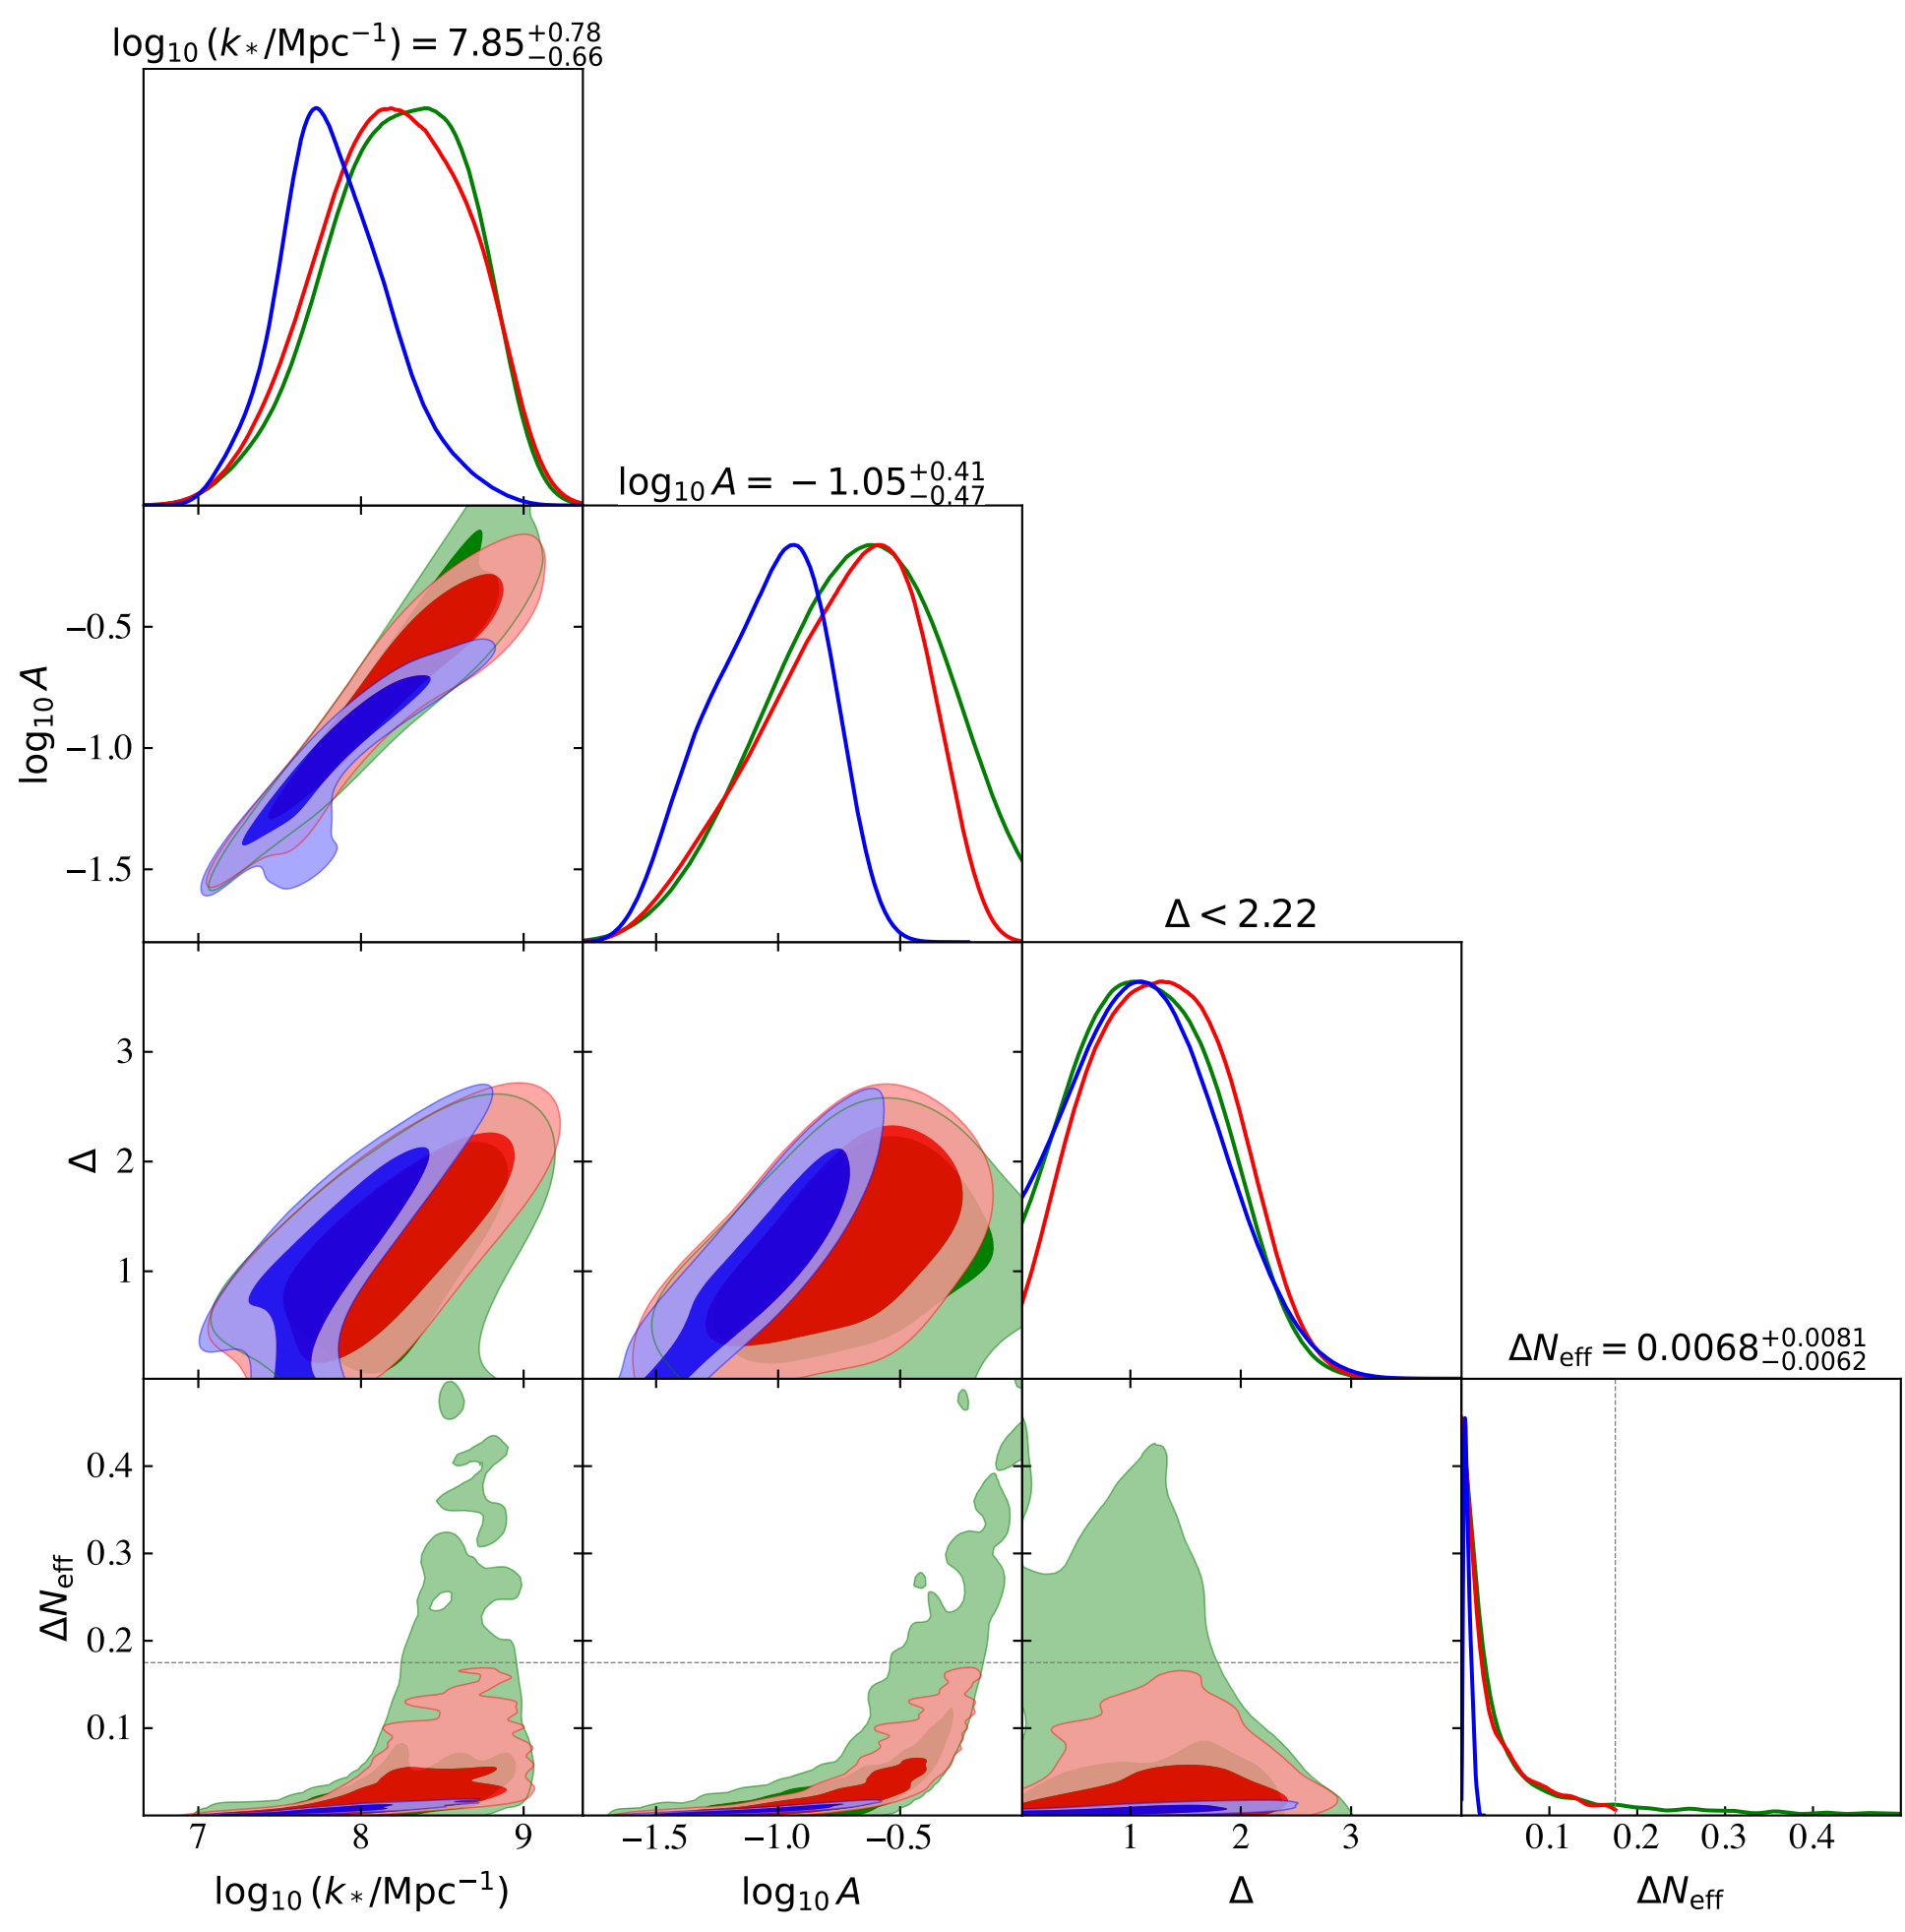 log₁₀ (k∗/Mpc⁻¹) = 7.85 +0.78 −0.66
log₁₀ A = −1.05 +0.41 −0.47
log₁₀ A
−0.5
−1.0
−1.5
Δ < 2.22
Δ
3
2
1
ΔN_eff = 0.0068 +0.0081 −0.0062
ΔN_eff
0.4
0.3
0.2
0.1
7 8 9 −1.5 −1.0 −0.5 1 2 3 0.1 0.2 0.3 0.4
log₁₀ (k∗/Mpc⁻¹) log₁₀ A Δ ΔN_eff